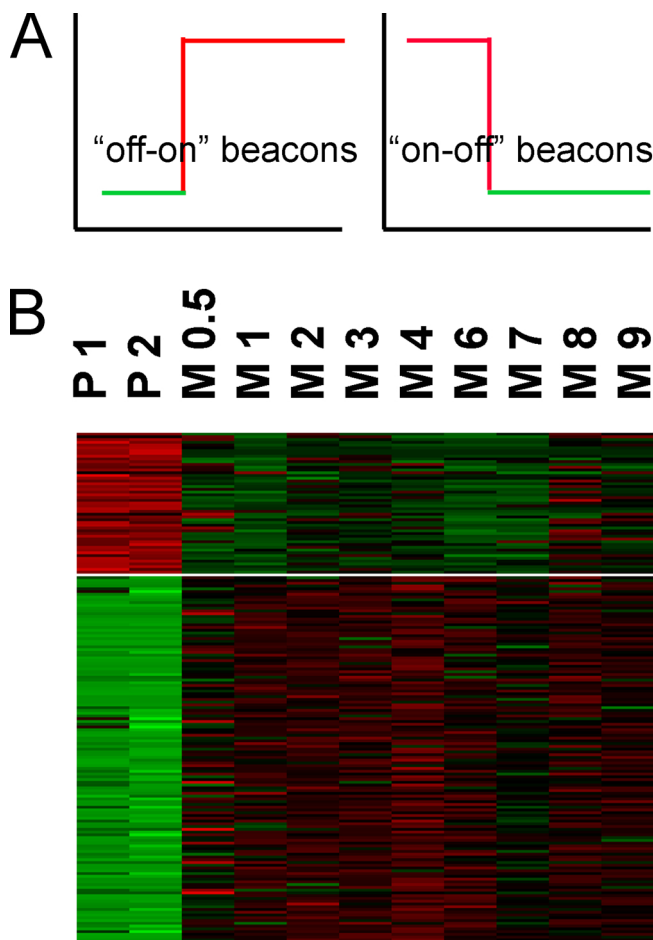 A
“off-on” beacons
“on-off” beacons
B
P 1
P 2
M 0.5
M 1
M 2
M 3
M 4
M 6
M 7
M 8
M 9